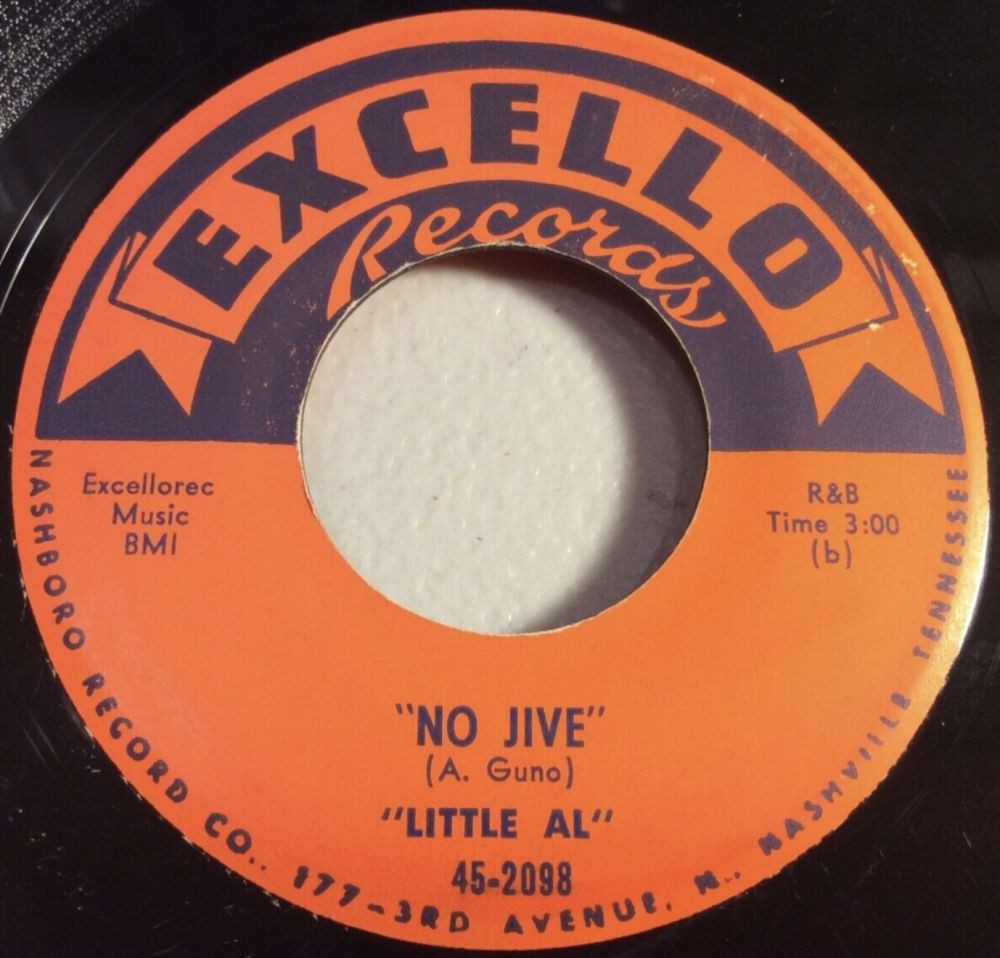 EXCELLO
Records
Excellorec
Music
BMI
R&B
Time 3:00
(b)
"NO JIVE"
(A. Guno)
"LITTLE AL"
45-2098
NASHBORO RECORD CO., 177-3RD AVENUE, N., NASHVILLE TENNESSEE